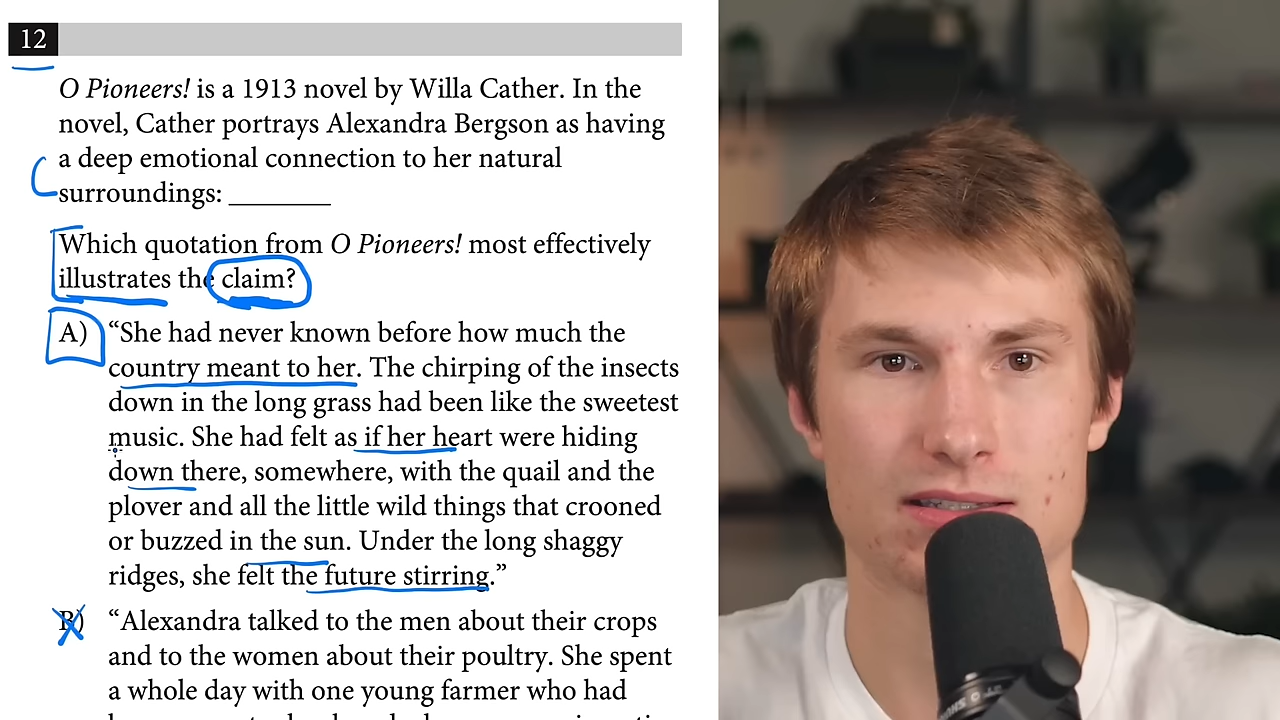 12
O Pioneers! is a 1913 novel by Willa Cather. In the
novel, Cather portrays Alexandra Bergson as having
a deep emotional connection to her natural
surroundings: ________
Which quotation from O Pioneers! most effectively
illustrates the claim?
A) “She had never known before how much the
country meant to her. The chirping of the insects
down in the long grass had been like the sweetest
music. She had felt as if her heart were hiding
down there, somewhere, with the quail and the
plover and all the little wild things that crooned
or buzzed in the sun. Under the long shaggy
ridges, she felt the future stirring.”
B) “Alexandra talked to the men about their crops
and to the women about their poultry. She spent
a whole day with one young farmer who had